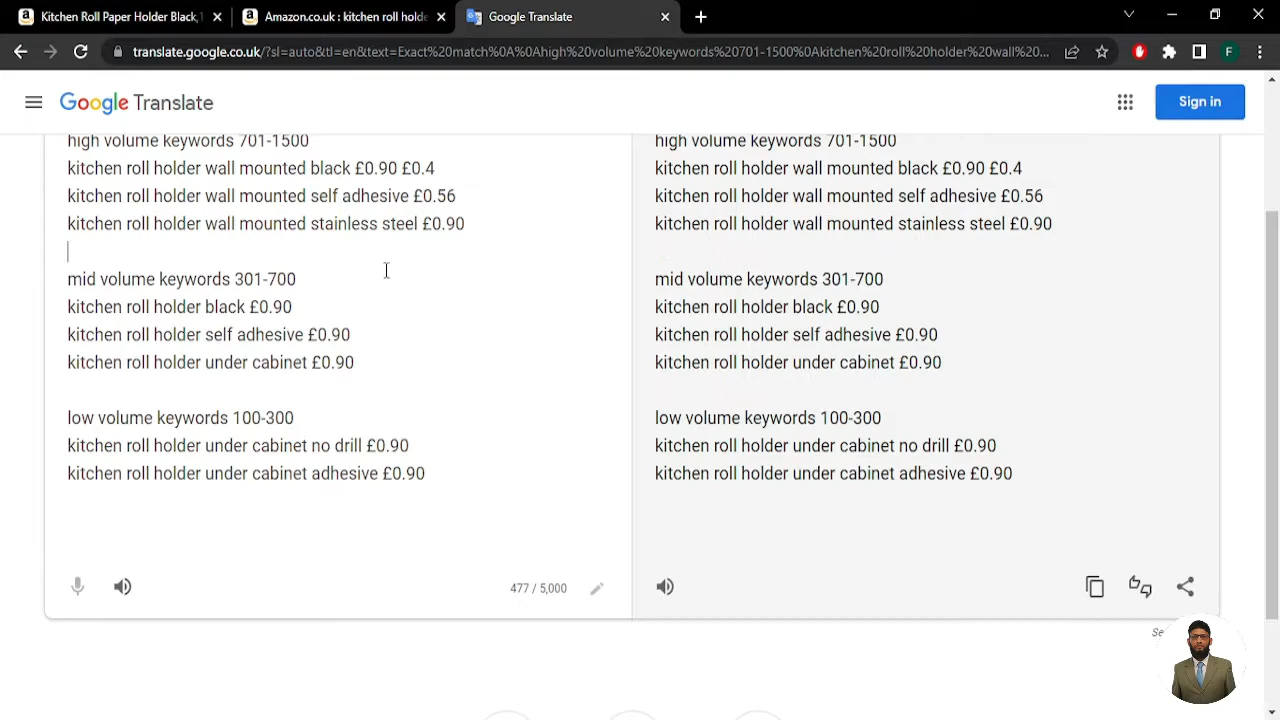 Kitchen Roll Paper Holder Black,1
Amazon.co.uk : kitchen roll holde
Google Translate
translate.google.co.uk/?sl=auto&tl=en&text=Exact%20match%0A%0Ahigh%20volume%20keywords%20701-1500%0Akitchen%20roll%20holder%20wall%20...
F
Google Translate
Sign in
high volume keywords 701-1500
kitchen roll holder wall mounted black £0.90 £0.4
kitchen roll holder wall mounted self adhesive £0.56
kitchen roll holder wall mounted stainless steel £0.90
mid volume keywords 301-700
kitchen roll holder black £0.90
kitchen roll holder self adhesive £0.90
kitchen roll holder under cabinet £0.90
low volume keywords 100-300
kitchen roll holder under cabinet no drill £0.90
kitchen roll holder under cabinet adhesive £0.90
477 / 5,000
high volume keywords 701-1500
kitchen roll holder wall mounted black £0.90 £0.4
kitchen roll holder wall mounted self adhesive £0.56
kitchen roll holder wall mounted stainless steel £0.90
mid volume keywords 301-700
kitchen roll holder black £0.90
kitchen roll holder self adhesive £0.90
kitchen roll holder under cabinet £0.90
low volume keywords 100-300
kitchen roll holder under cabinet no drill £0.90
kitchen roll holder under cabinet adhesive £0.90